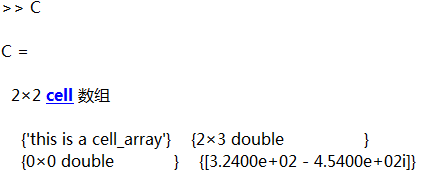 >> C
C =
2×2 cell 数组
{'this is a cell_array'} {2×3 double }
{0×0 double } {[3.2400e+02 - 4.5400e+02i]}